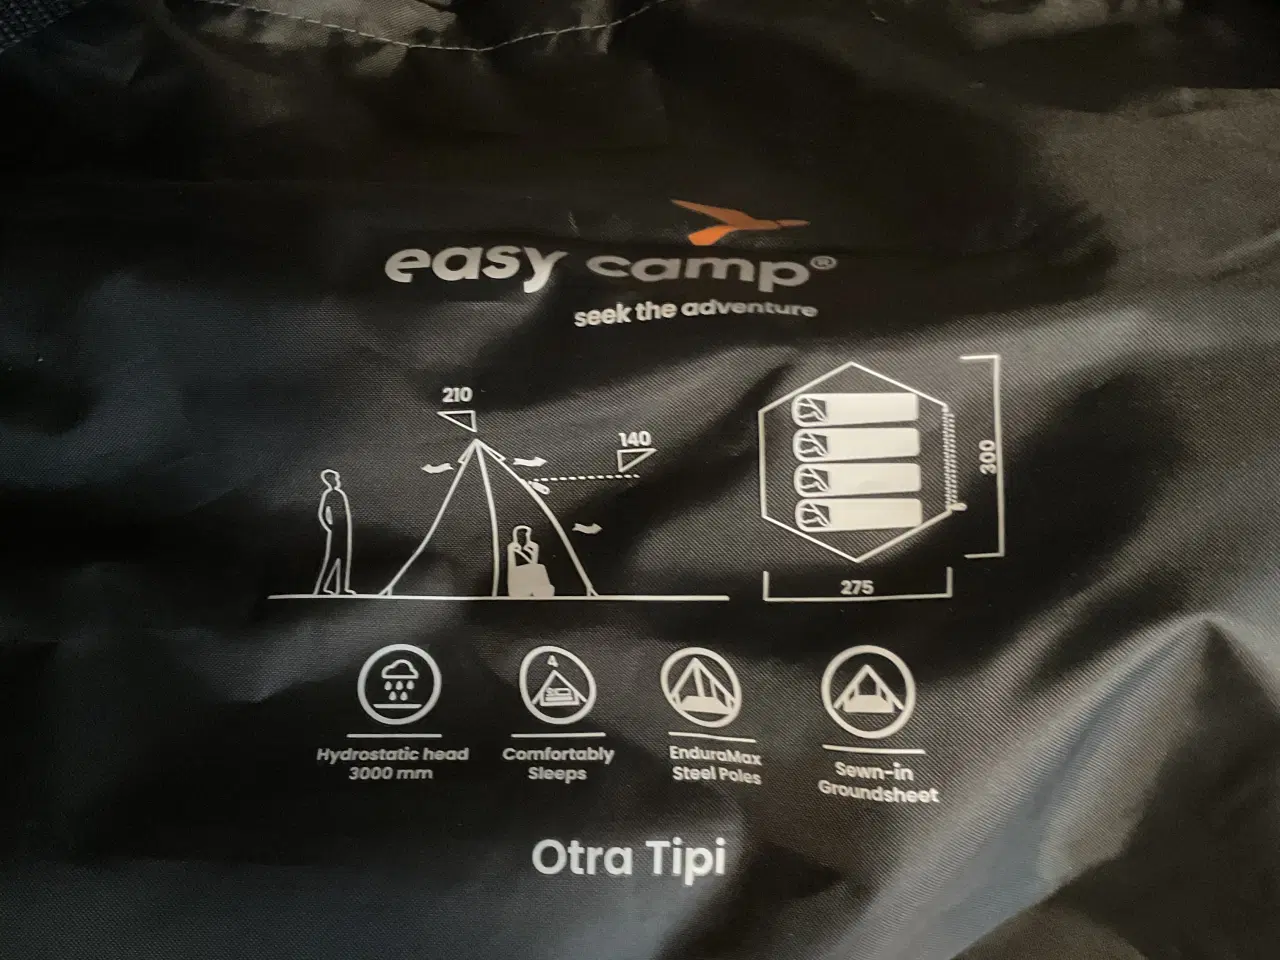 easy camp®
seek the adventure
210
140
300
275
4
Hydrostatic head
3000 mm
Comfortably
Sleeps
EnduraMax
Steel Poles
Sewn-in
Groundsheet
Otra Tipi